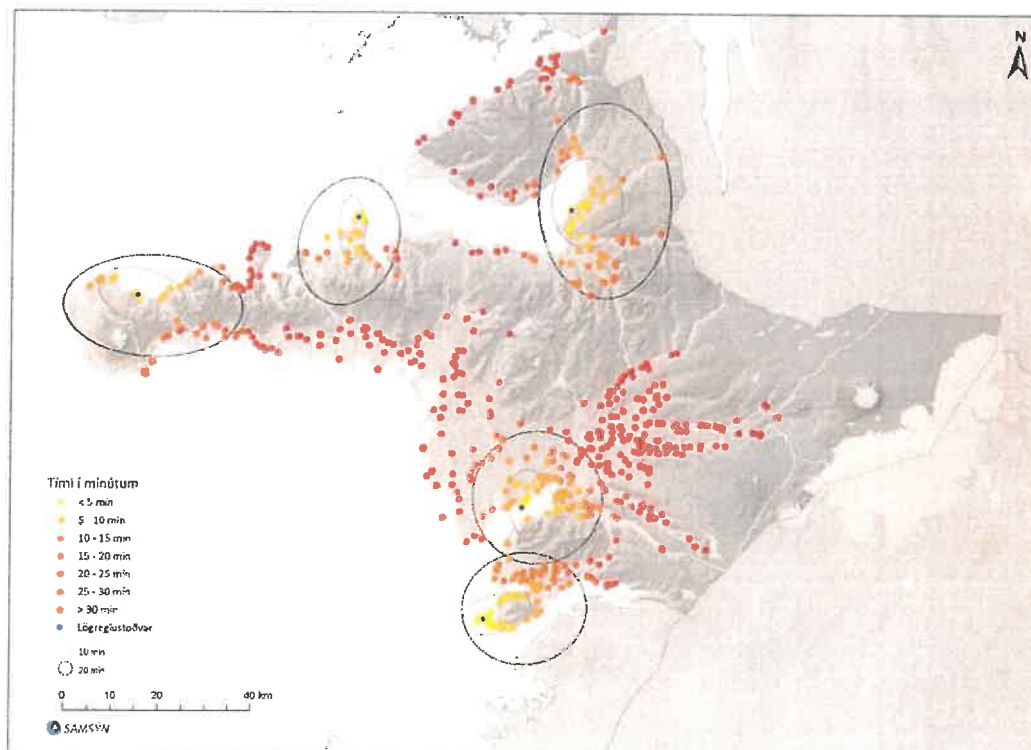 N
Tími í mínútum
< 5 min
5 - 10 min
10 - 15 min
15 - 20 min
20 - 25 min
25 - 30 min
> 30 min
Lögreglustöðvar
10 min
20 min
0 10 20 40 km
SAMSÝN